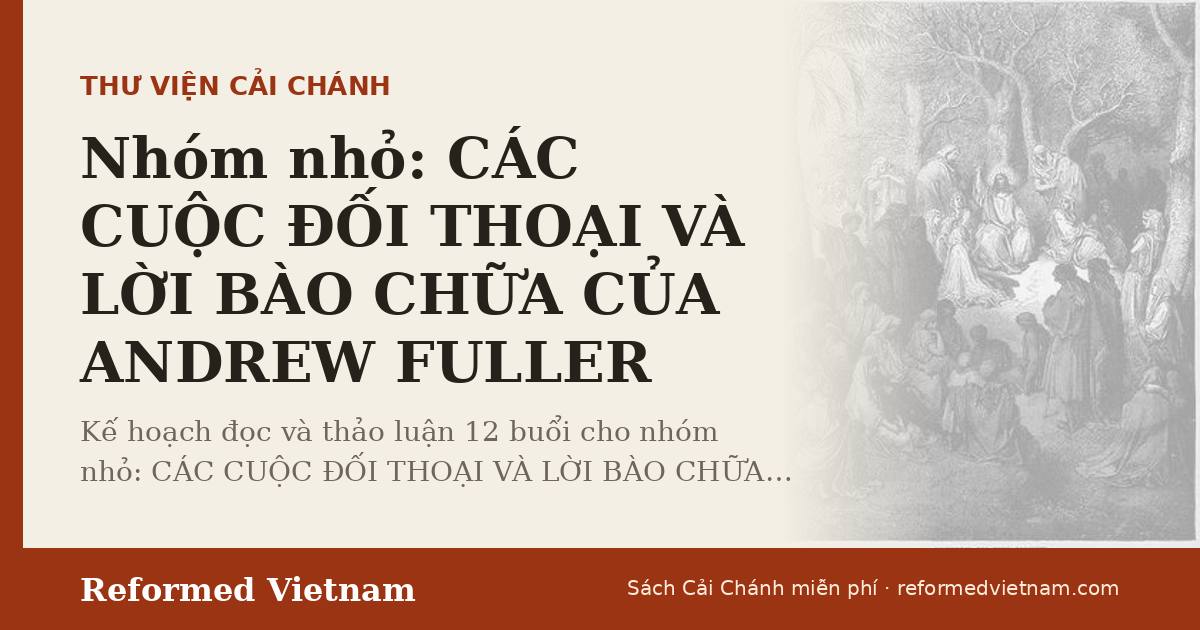 THƯ VIỆN CẢI CHÁNH
Nhóm nhỏ: CÁC
CUỘC ĐỐI THOẠI VÀ
LỜI BÀO CHỮA CỦA
ANDREW FULLER
Kế hoạch đọc và thảo luận 12 buổi cho nhóm
nhỏ: CÁC CUỘC ĐỐI THOẠI VÀ LỜI BÀO CHỮA…
Reformed Vietnam
Sách Cải Chánh miễn phí · reformedvietnam.com